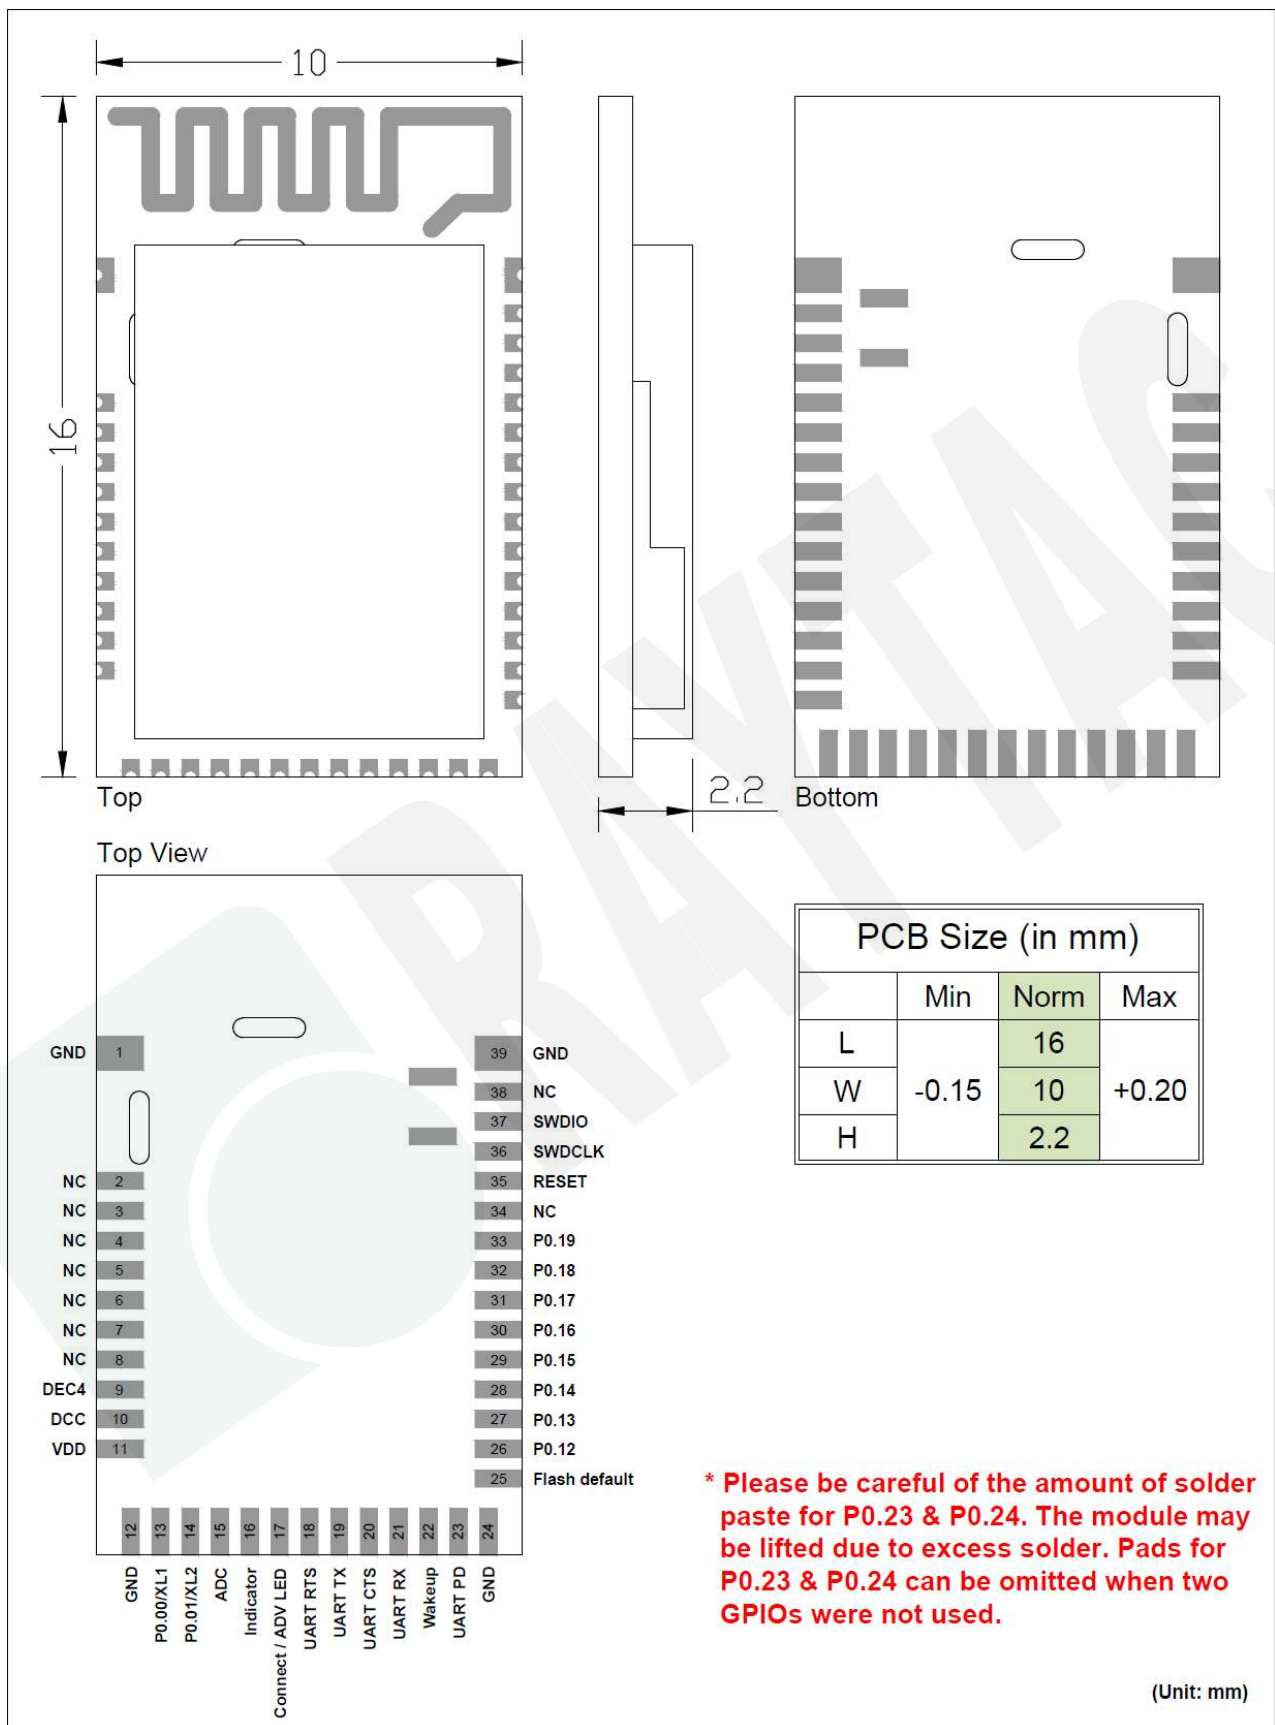 10
16
2.2
Top
Bottom
Top View
GND 1
NC 2
NC 3
NC 4
NC 5
NC 6
NC 7
NC 8
DEC4 9
DCC 10
VDD 11
39 GND
38 NC
37 SWDIO
36 SWDCLK
35 RESET
34 NC
33 P0.19
32 P0.18
31 P0.17
30 P0.16
29 P0.15
28 P0.14
27 P0.13
26 P0.12
25 Flash default
12 GND
13 P0.00/XL1
14 P0.01/XL2
15 ADC
16 Indicator
17 Connect / ADV LED
18 UART RTS
19 UART TX
20 UART CTS
21 UART RX
22 Wakeup
23 UART PD
24 GND
PCB Size (in mm)
Min Norm Max
L 16
W -0.15 10 +0.20
H 2.2
* Please be careful of the amount of solder
paste for P0.23 & P0.24. The module may
be lifted due to excess solder. Pads for
P0.23 & P0.24 can be omitted when two
GPIOs were not used.
(Unit: mm)
RAYTAC